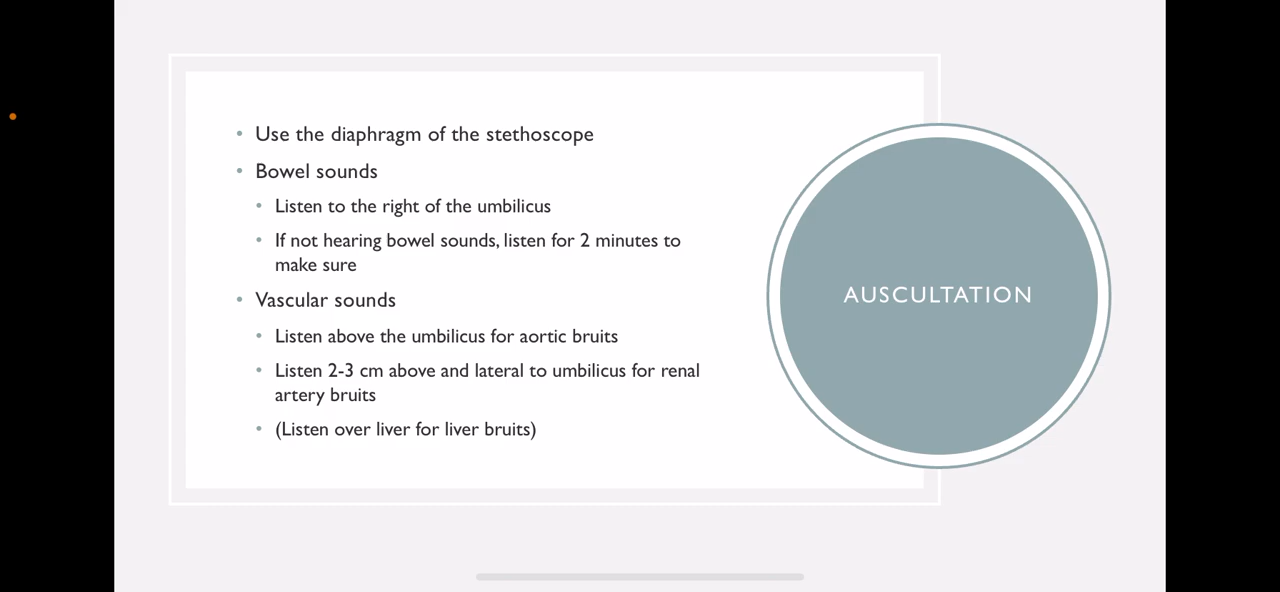 Use the diaphragm of the stethoscope
Bowel sounds
Listen to the right of the umbilicus
If not hearing bowel sounds, listen for 2 minutes to
make sure
Vascular sounds
Listen above the umbilicus for aortic bruits
Listen 2-3 cm above and lateral to umbilicus for renal
artery bruits
(Listen over liver for liver bruits)
AUSCULTATION